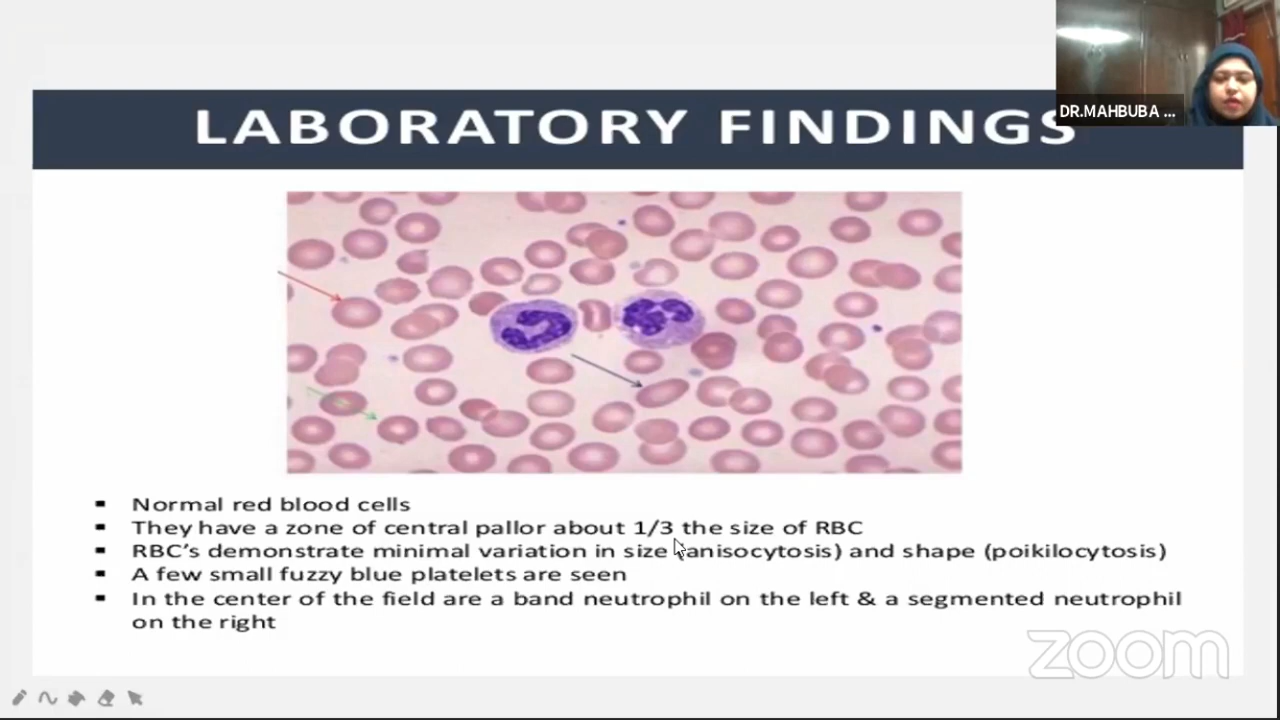 LABORATORY FINDINGS
DR.MAHBUBA ...
▪ Normal red blood cells
▪ They have a zone of central pallor about 1/3 the size of RBC
▪ RBC's demonstrate minimal variation in size (anisocytosis) and shape (poikilocytosis)
▪ A few small fuzzy blue platelets are seen
▪ In the center of the field are a band neutrophil on the left & a segmented neutrophil
on the right
zoom